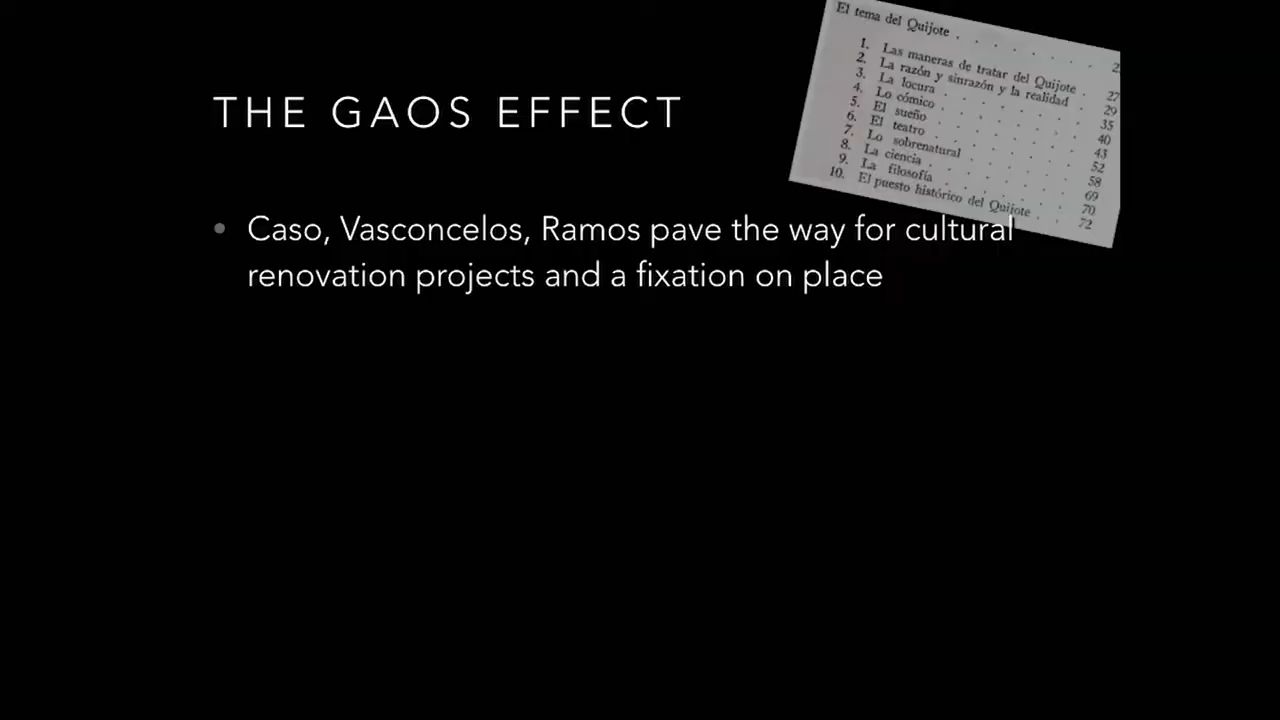 El tema del Quijote . . . . . . . 2
1. Las maneras de tratar del Quijote . 27
2. La razón y sinrazón y la realidad . 29
3. La locura . . . . . . . 35
4. Lo cómico . . . . . . . 40
5. El sueño . . . . . . . 43
6. El teatro . . . . . . . 52
7. Lo sobrenatural . . . . . . 58
8. La ciencia . . . . . . . 69
9. La filosofía . . . . . . . 70
10. El puesto histórico del Quijote . . 72
THE GAOS EFFECT
• Caso, Vasconcelos, Ramos pave the way for cultural
renovation projects and a fixation on place